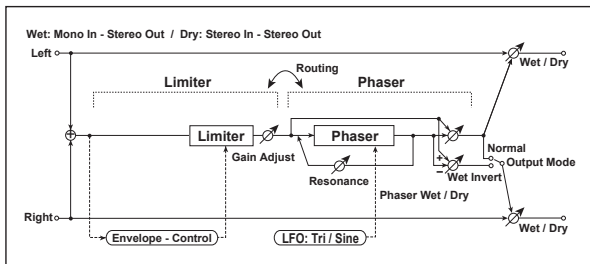 Wet: Mono In - Stereo Out / Dry: Stereo In - Stereo Out
Left
Wet / Dry
Routing
Limiter
Phaser
Limiter
Phaser
Gain Adjust
Normal
Output Mode
+
−
Wet Invert
Resonance
Phaser Wet / Dry
Right
Wet / Dry
Envelope - Control
LFO: Tri / Sine